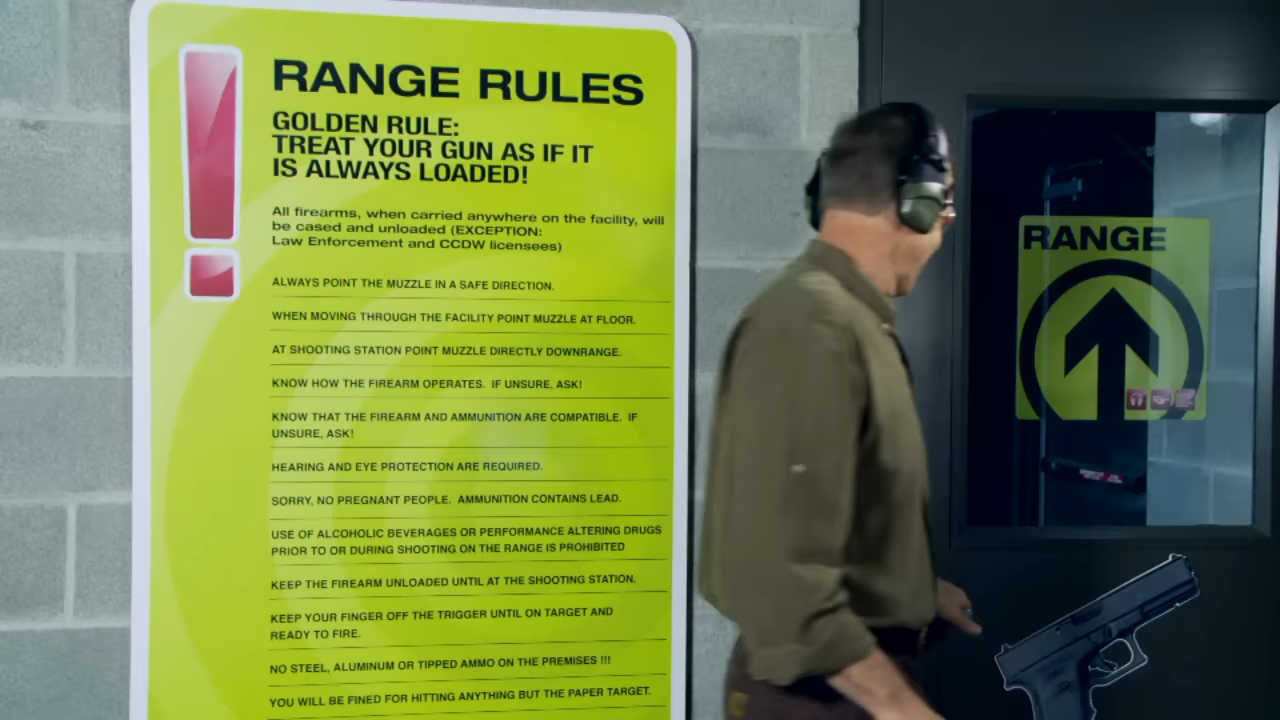 RANGE RULES
GOLDEN RULE:
TREAT YOUR GUN AS IF IT
IS ALWAYS LOADED!
All firearms, when carried anywhere on the facility, will
be cased and unloaded (EXCEPTION:
Law Enforcement and CCDW licensees)
ALWAYS POINT THE MUZZLE IN A SAFE DIRECTION.
WHEN MOVING THROUGH THE FACILITY POINT MUZZLE AT FLOOR.
AT SHOOTING STATION POINT MUZZLE DIRECTLY DOWNRANGE.
KNOW HOW THE FIREARM OPERATES. IF UNSURE, ASK!
KNOW THAT THE FIREARM AND AMMUNITION ARE COMPATIBLE. IF
UNSURE, ASK!
HEARING AND EYE PROTECTION ARE REQUIRED.
SORRY, NO PREGNANT PEOPLE. AMMUNITION CONTAINS LEAD.
USE OF ALCOHOLIC BEVERAGES OR PERFORMANCE ALTERING DRUGS
PRIOR TO OR DURING SHOOTING ON THE RANGE IS PROHIBITED
KEEP THE FIREARM UNLOADED UNTIL AT THE SHOOTING STATION.
KEEP YOUR FINGER OFF THE TRIGGER UNTIL ON TARGET AND
READY TO FIRE.
NO STEEL, ALUMINUM OR TIPPED AMMO ON THE PREMISES !!!
YOU WILL BE FINED FOR HITTING ANYTHING BUT THE PAPER TARGET.
RANGE